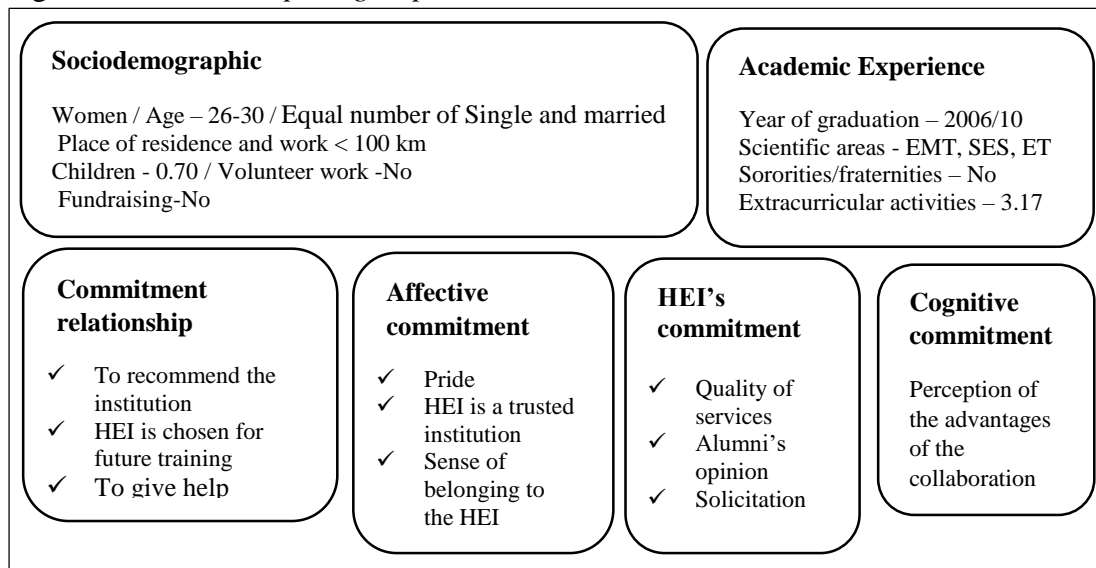 Sociodemographic
Women / Age – 26-30 / Equal number of Single and married
Place of residence and work < 100 km
Children - 0.70 / Volunteer work -No
Fundraising-No
Academic Experience
Year of graduation – 2006/10
Scientific areas - EMT, SES, ET
Sororities/fraternities – No
Extracurricular activities – 3.17
Commitment
relationship
✓ To recommend the
institution
✓ HEI is chosen for
future training
✓ To give help
Affective
commitment
✓ Pride
✓ HEI is a trusted
institution
✓ Sense of
belonging to
the HEI
HEI's
commitment
✓ Quality of
services
✓ Alumni's
opinion
✓ Solicitation
Cognitive
commitment
Perception of
the advantages
of the
collaboration